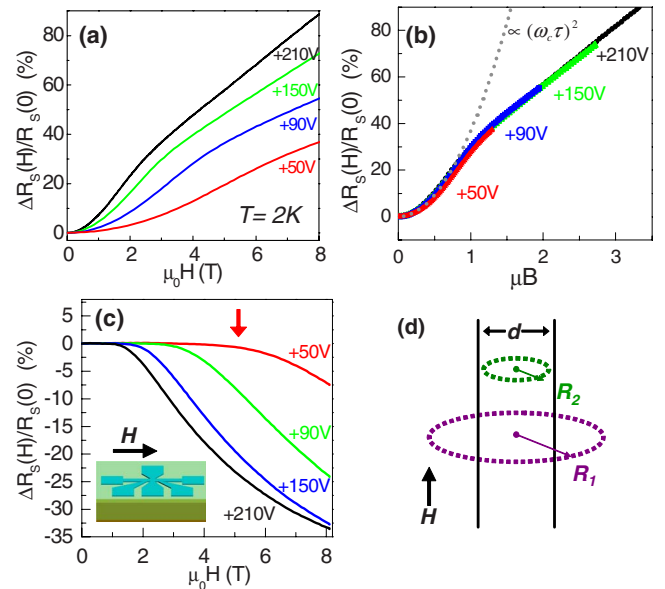 (a)
ΔR_S(H)/R_S(0) (%)
80
60
40
20
0
+210V
+150V
+90V
+50V
T= 2K
0 2 4 6 8
μ₀H (T)
(b)
ΔR_S(H)/R_S(0) (%)
80
60
40
20
0
∝ (ω_cτ)²
+210V
+150V
+90V
+50V
0 1 2 3
μB
(c)
ΔR_S(H)/R_S(0) (%)
5
0
-5
-10
-15
-20
-25
-30
-35
+50V
+90V
+150V
+210V
H
0 2 4 6 8
μ₀H (T)
(d)
d
R₂
R₁
H